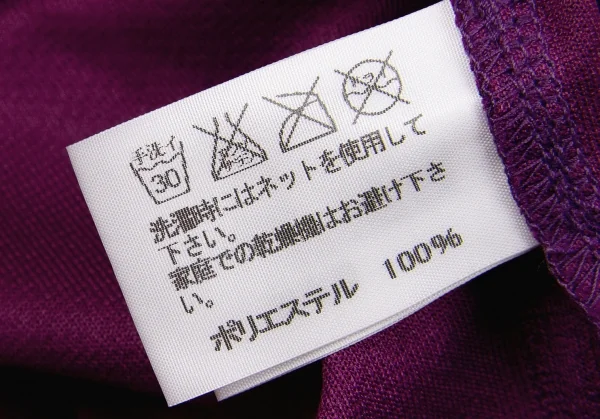 手洗イ
30
洗濯時にはネットを使用して
下さい。
家庭での乾燥機はお避け下さ
い。
ポリエステル 100%